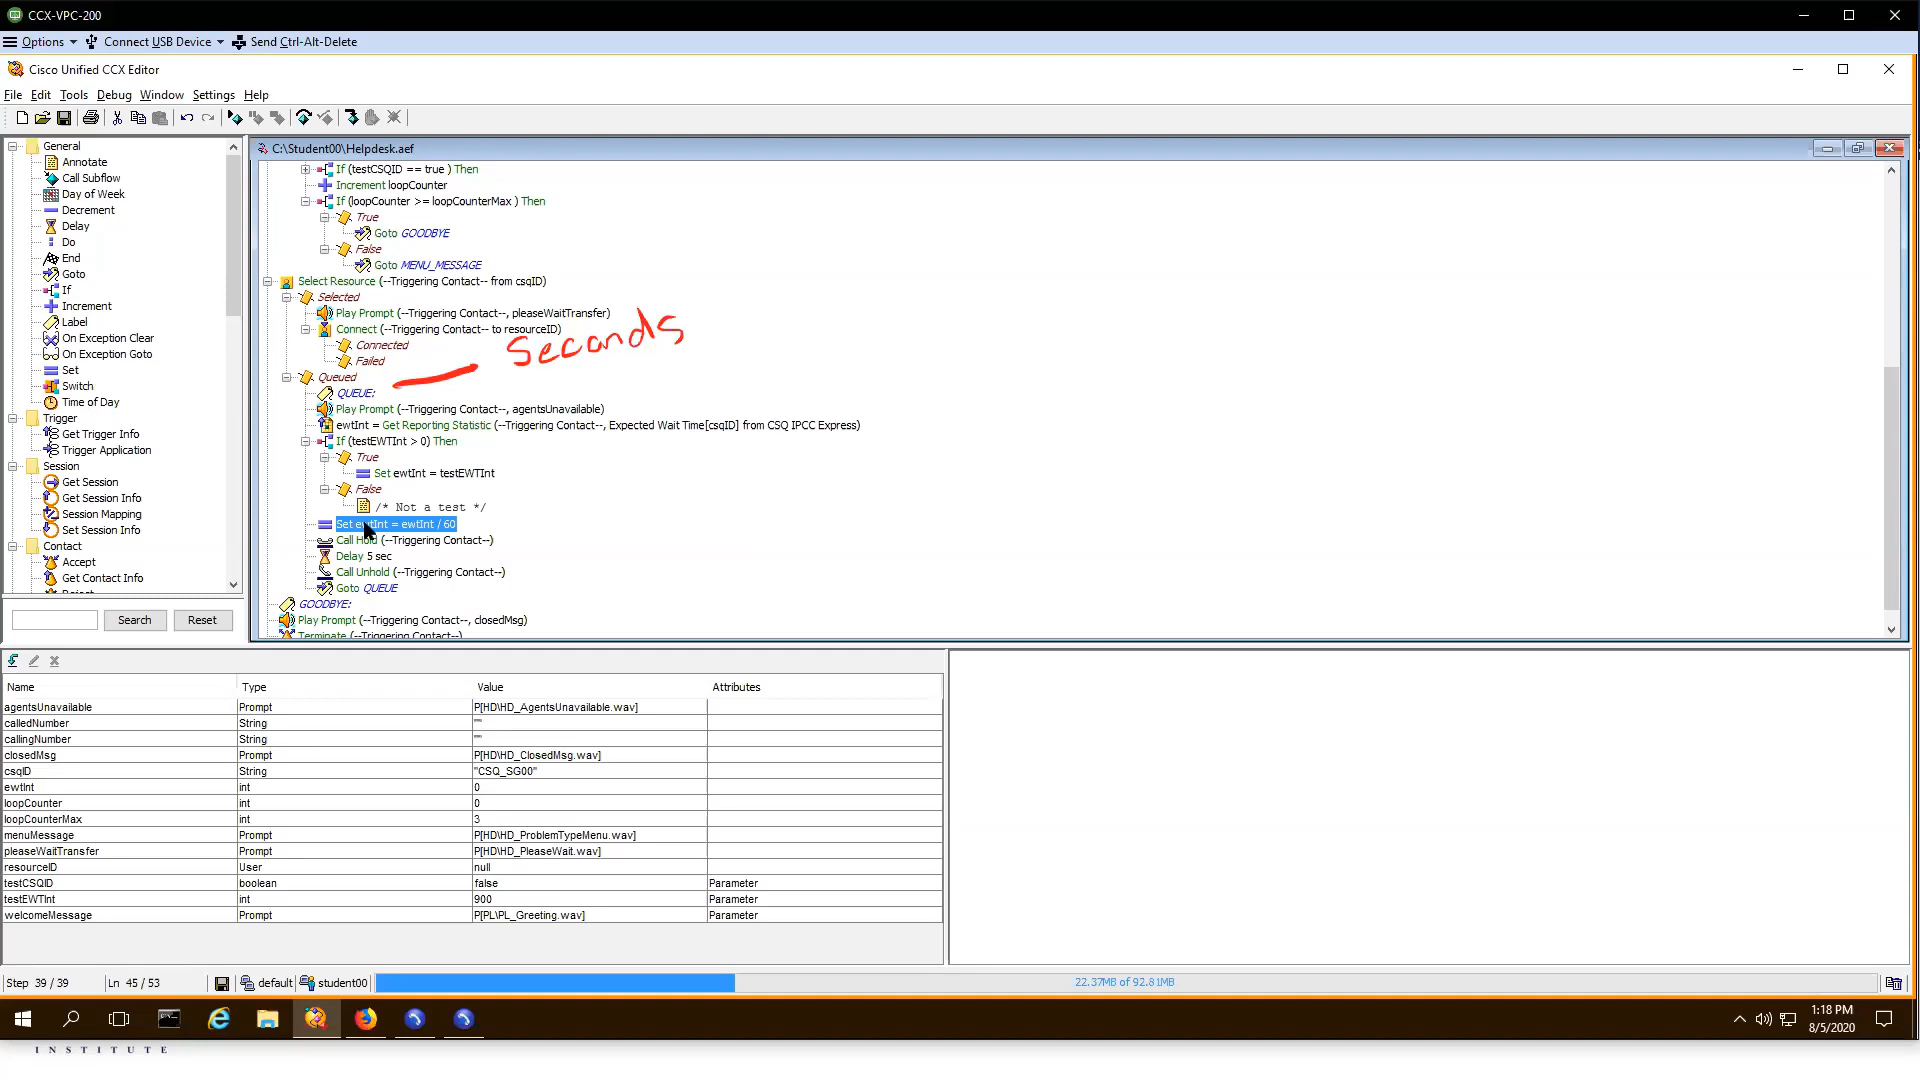 CCX-VPC-200
Options Connect USB Device Send Ctrl-Alt-Delete
Cisco Unified CCX Editor
File Edit Tools Debug Window Settings Help
General
Annotate
Call Subflow
Day of Week
Decrement
Delay
Do
End
Goto
If
Increment
Label
On Exception Clear
On Exception Goto
Set
Switch
Time of Day
Trigger
Get Trigger Info
Trigger Application
Session
Get Session
Get Session Info
Session Mapping
Set Session Info
Contact
Accept
Get Contact Info
Search Reset
C:\Student00\Helpdesk.aef
If (testCSQID == true ) Then
Increment loopCounter
If (loopCounter >= loopCounterMax ) Then
True
Goto GOODBYE
False
Goto MENU_MESSAGE
Select Resource (--Triggering Contact-- from csqID)
Selected
Play Prompt (--Triggering Contact--, pleaseWaitTransfer)
Connect (--Triggering Contact-- to resourceID)
Connected
Failed
Seconds
Queued
QUEUE:
Play Prompt (--Triggering Contact--, agentsUnavailable)
ewtInt = Get Reporting Statistic (--Triggering Contact--, Expected Wait Time[csqID] from CSQ IPCC Express)
If (testEWTInt > 0) Then
True
Set ewtInt = testEWTInt
False
/* Not a test */
Set ewtInt = ewtInt / 60
Call Hold (--Triggering Contact--)
Delay 5 sec
Call Unhold (--Triggering Contact--)
Goto QUEUE
GOODBYE:
Play Prompt (--Triggering Contact--, closedMsg)
Terminate (--Triggering Contact--)
Name Type Value Attributes
agentsUnavailable Prompt P[HD\HD_AgentsUnavailable.wav]
calledNumber String ""
callingNumber String ""
closedMsg Prompt P[HD\HD_ClosedMsg.wav]
csqID String "CSQ_SG00"
ewtInt int 0
loopCounter int 0
loopCounterMax int 3
menuMessage Prompt P[HD\HD_ProblemTypeMenu.wav]
pleaseWaitTransfer Prompt P[HD\HD_PleaseWait.wav]
resourceID User null
testCSQID boolean false Parameter
testEWTInt int 900 Parameter
welcomeMessage Prompt P[PL\PL_Greeting.wav] Parameter
Step 39 / 39 Ln 45 / 53 default student00 22.37MB of 92.81MB
1:18 PM
8/5/2020
INSTITUTE